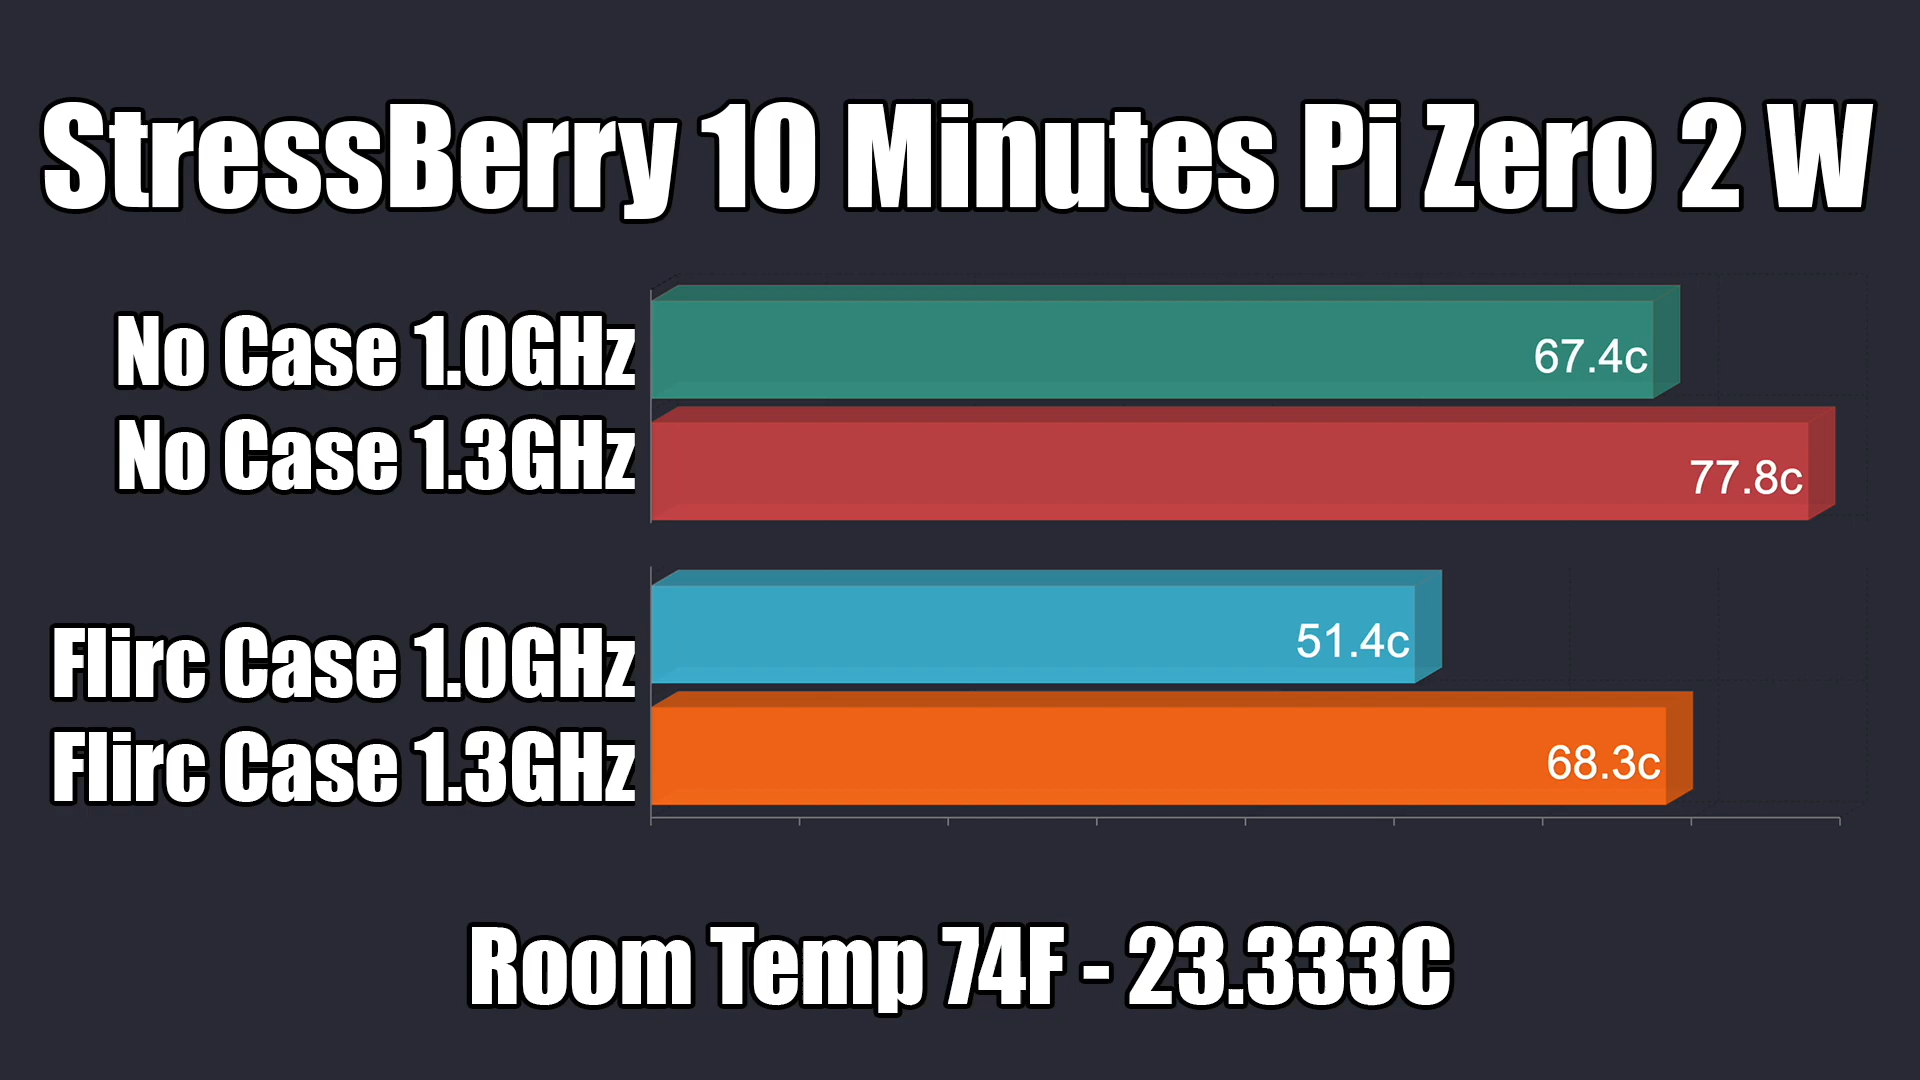 StressBerry 10 Minutes Pi Zero 2 W
No Case 1.0GHz
67.4c
No Case 1.3GHz
77.8c
Flirc Case 1.0GHz
51.4c
Flirc Case 1.3GHz
68.3c
Room Temp 74F - 23.333C